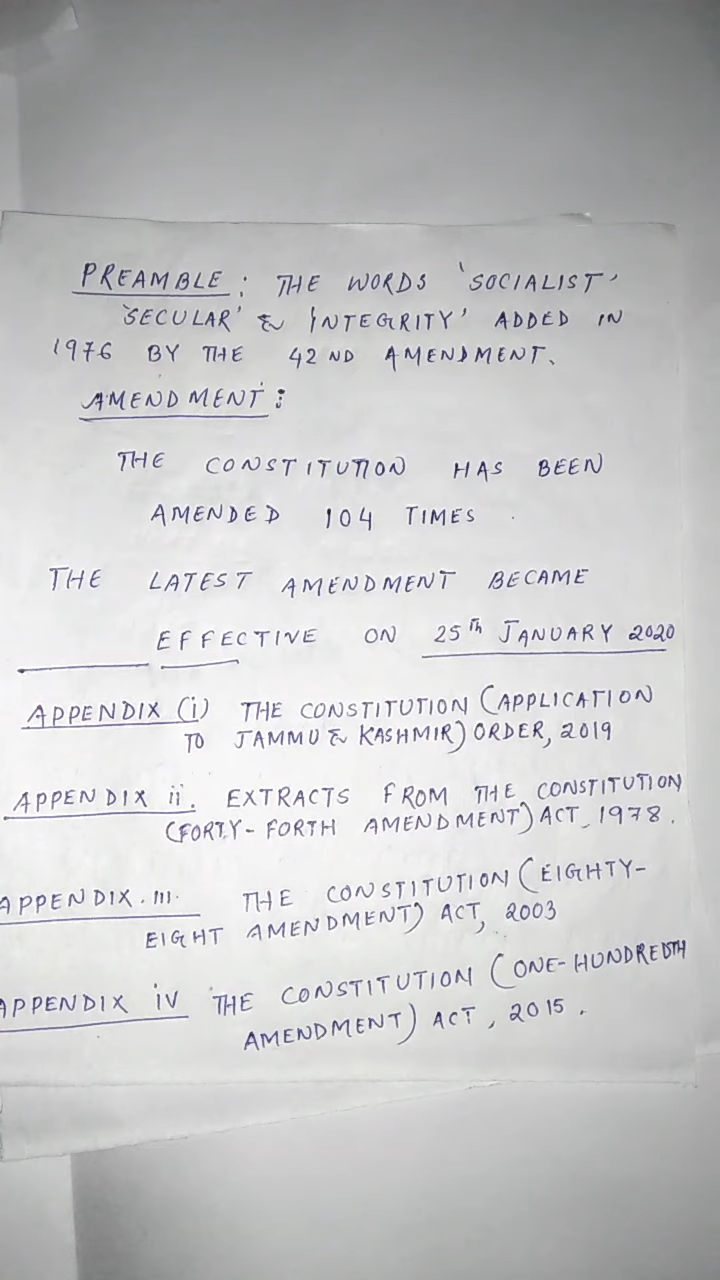 PREAMBLE : THE WORDS 'SOCIALIST'
'SECULAR' & 'INTEGRITY' ADDED IN
1976 BY THE 42 ND AMENDMENT.
AMENDMENT :
THE CONSTITUTION HAS BEEN
AMENDED 104 TIMES .
THE LATEST AMENDMENT BECAME
EFFECTIVE ON 25Th JANUARY 2020
APPENDIX (i) THE CONSTITUTION (APPLICATION
TO JAMMU & KASHMIR) ORDER, 2019
APPENDIX ii. EXTRACTS FROM THE CONSTITUTION
(FORTY-FORTH AMENDMENT) ACT, 1978.
APPENDIX.III. THE CONSTITUTION (EIGHTY-
EIGHT AMENDMENT) ACT, 2003
APPENDIX iv THE CONSTITUTION (ONE-HUNDREDTH
AMENDMENT) ACT, 2015.